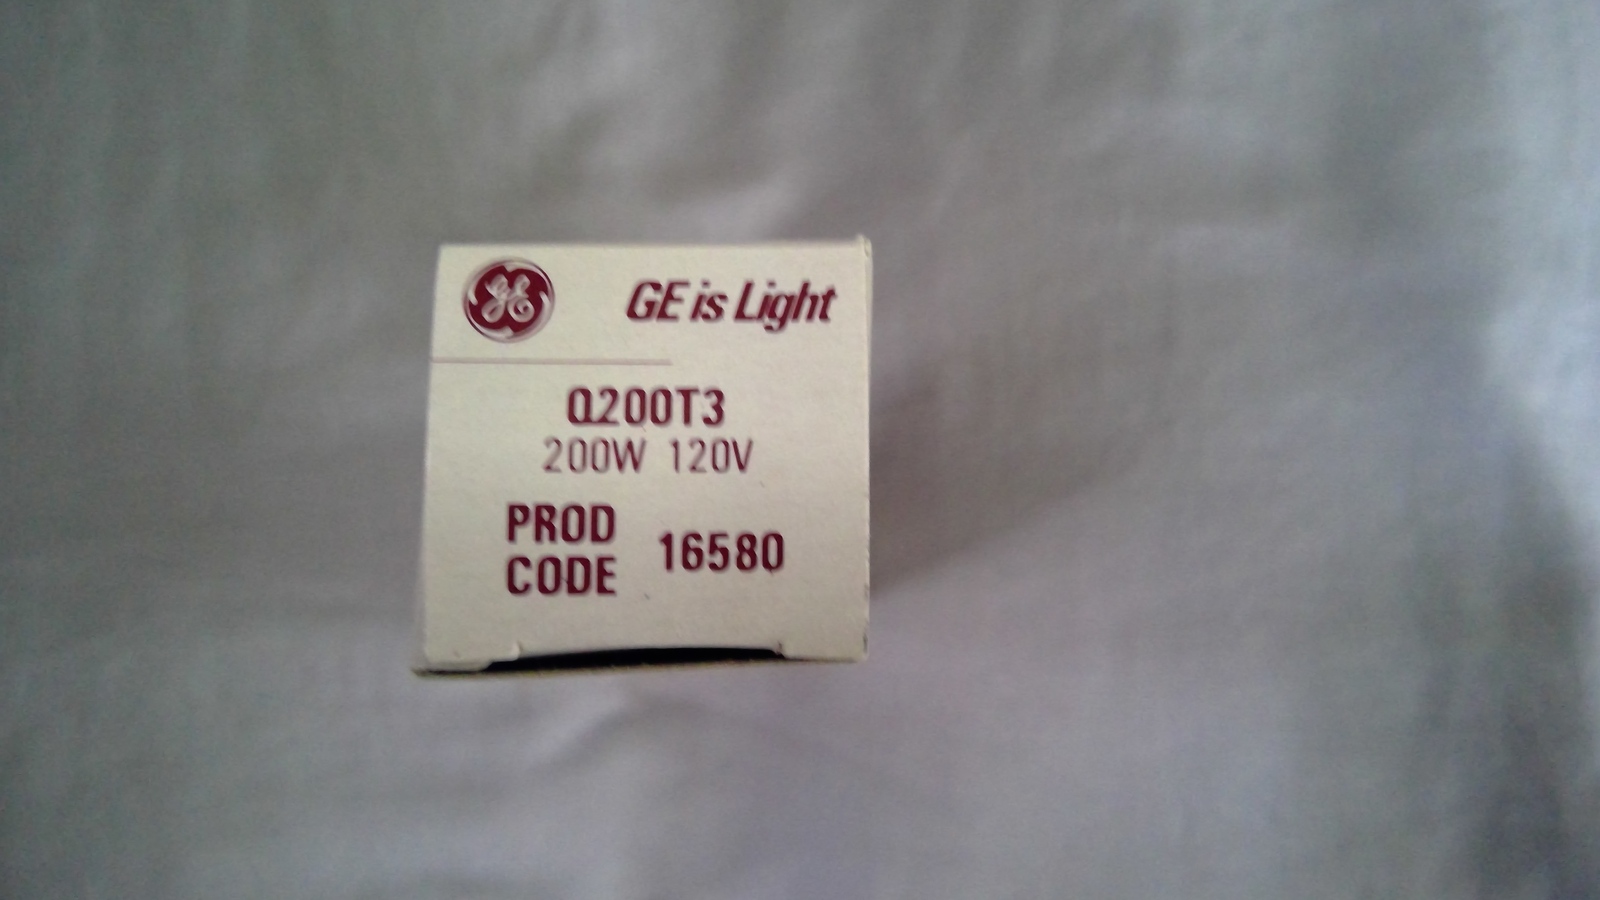 GE
GE is Light
Q200T3
200W 120V
PROD
CODE
16580